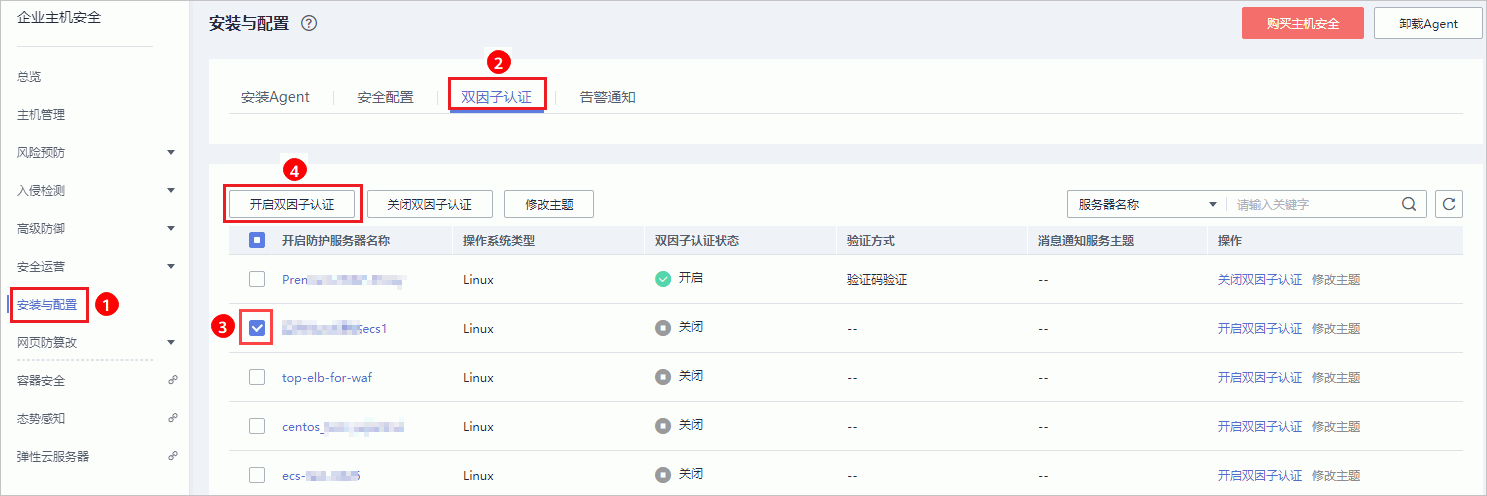 企业主机安全
总览
主机管理
风险预防
入侵检测
高级防御
安全运营
安装与配置
1
网页防篡改
容器安全
态势感知
弹性云服务器
安装与配置 ?
购买主机安全 卸载Agent
2
安装Agent 安全配置 双因子认证 告警通知
4
开启双因子认证 关闭双因子认证 修改主题 服务器名称 请输入关键字
开启防护服务器名称 操作系统类型 双因子认证状态 验证方式 消息通知服务主题 操作
Linux 开启 验证码验证 -- 关闭双因子认证 修改主题
3 ecs1 Linux 关闭 -- -- 开启双因子认证 修改主题
top-elb-for-waf Linux 关闭 -- -- 开启双因子认证 修改主题
centos_ Linux 关闭 -- -- 开启双因子认证 修改主题
ecs- Linux 关闭 -- -- 开启双因子认证 修改主题